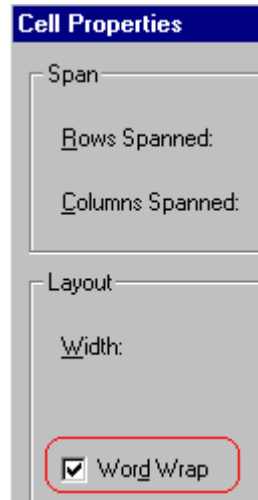 Cell Properties
Span
Rows Spanned:
Columns Spanned:
Layout
Width:
Word Wrap